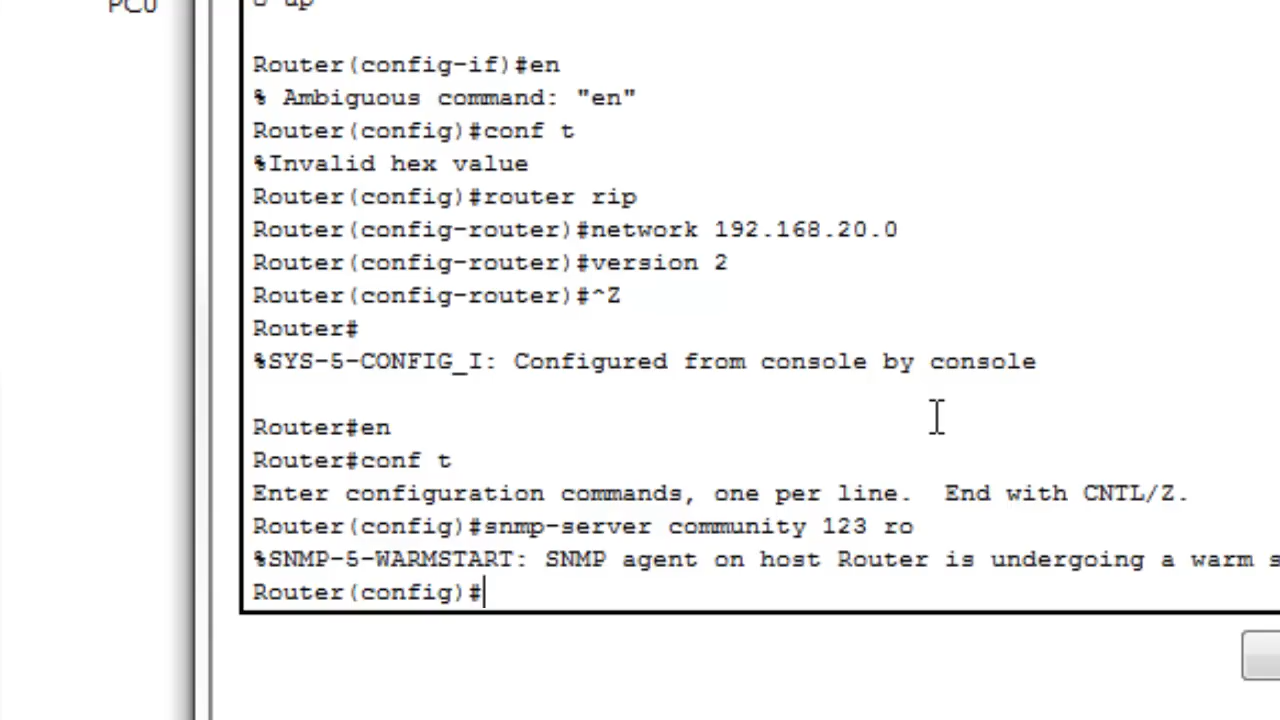 PC0
0 up
Router(config-if)#en
% Ambiguous command: "en"
Router(config)#conf t
%Invalid hex value
Router(config)#router rip
Router(config-router)#network 192.168.20.0
Router(config-router)#version 2
Router(config-router)#^Z
Router#
%SYS-5-CONFIG_I: Configured from console by console
Router#en
Router#conf t
Enter configuration commands, one per line.  End with CNTL/Z.
Router(config)#snmp-server community 123 ro
%SNMP-5-WARMSTART: SNMP agent on host Router is undergoing a warm s
Router(config)#